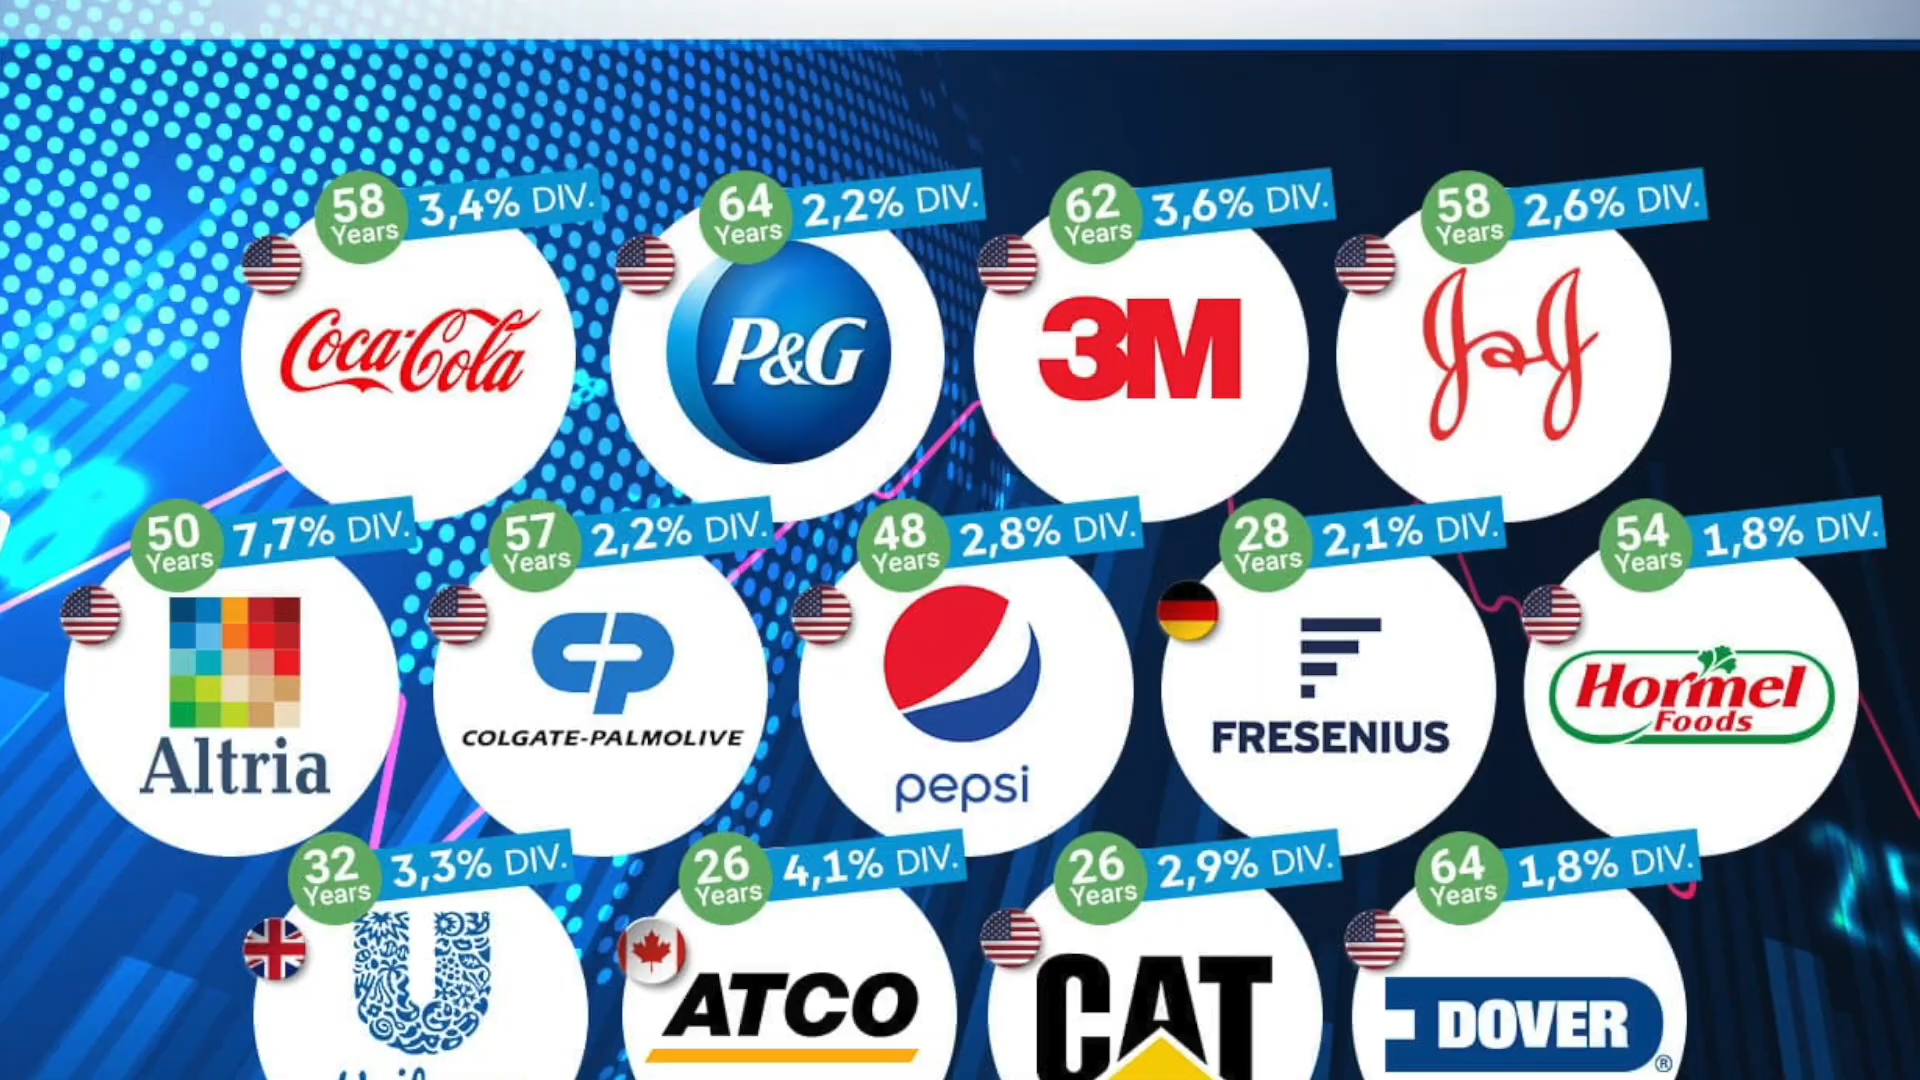 58 Years 3,4% DIV.
64 Years 2,2% DIV.
62 Years 3,6% DIV.
58 Years 2,6% DIV.
Coca-Cola
P&G
3M
J&J
50 Years 7,7% DIV.
57 Years 2,2% DIV.
48 Years 2,8% DIV.
28 Years 2,1% DIV.
54 Years 1,8% DIV.
Altria
CP
COLGATE-PALMOLIVE
pepsi
FRESENIUS
Hormel
Foods
32 Years 3,3% DIV.
26 Years 4,1% DIV.
26 Years 2,9% DIV.
64 Years 1,8% DIV.
U
ATCO
CAT
DOVER
®